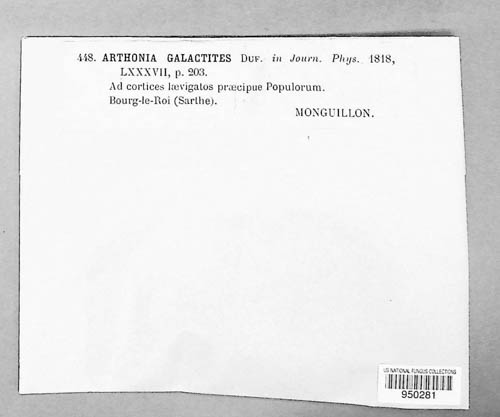 448. ARTHONIA GALACTITES DUF. in Journ. Phys. 1818,
LXXXVII, p. 203.
Ad cortices lævigatos præcipue Populorum.
Bourg-le-Roi (Sarthe).
MONGUILLON.
US NATIONAL FUNGUS COLLECTIONS
950281